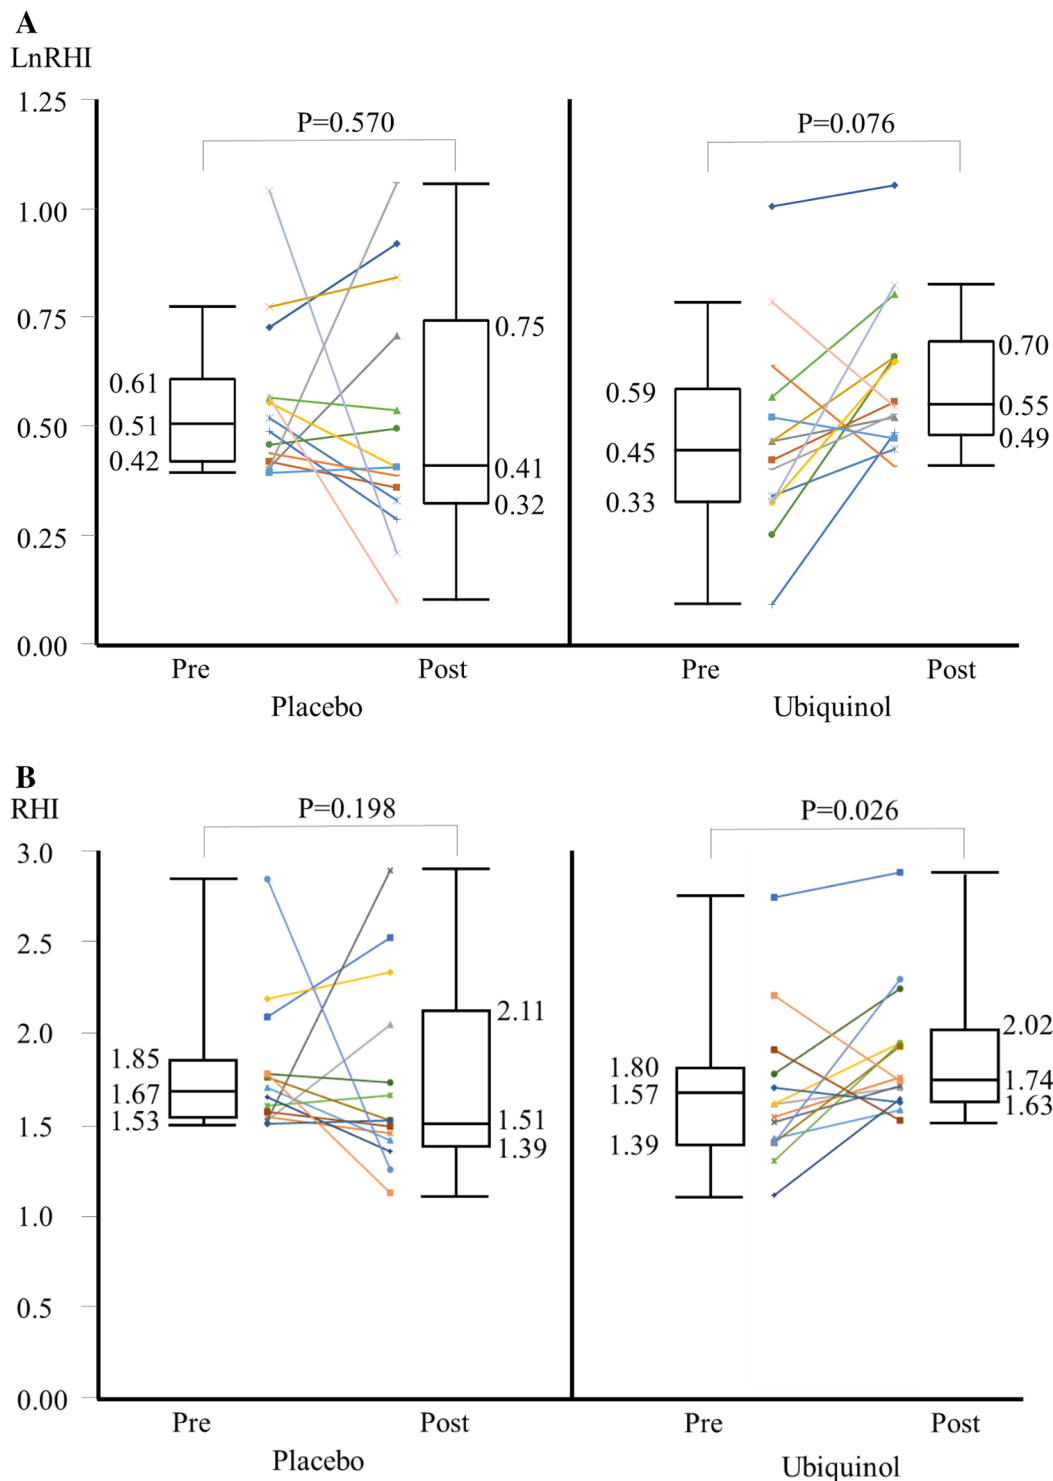 A
LnRHI
1.25
P=0.570
P=0.076
1.00
0.75
0.75
0.70
0.61
0.59
0.51
0.50
0.55
0.42
0.45
0.41
0.49
0.33
0.32
0.25
0.00
Pre
Post
Pre
Post
Placebo
Ubiquinol
B
RHI
P=0.198
P=0.026
3.0
2.5
2.0
2.11
2.02
1.85
1.80
1.67
1.57
1.74
1.53
1.5
1.51
1.63
1.39
1.39
1.0
0.5
0.00
Pre
Post
Pre
Post
Placebo
Ubiquinol